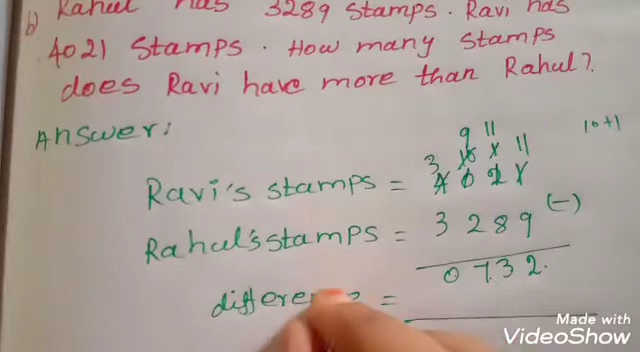 b) Rahul has 3289 stamps. Ravi has
4021 stamps. How many stamps
does Ravi have more than Rahul?
Answer:
9 11
3 10 x 11 10+1
Ravi's stamps = 4 0 2 1
Rahul's stamps = 3 2 8 9 (-)
0 7 3 2.
=
Made with
VideoShow